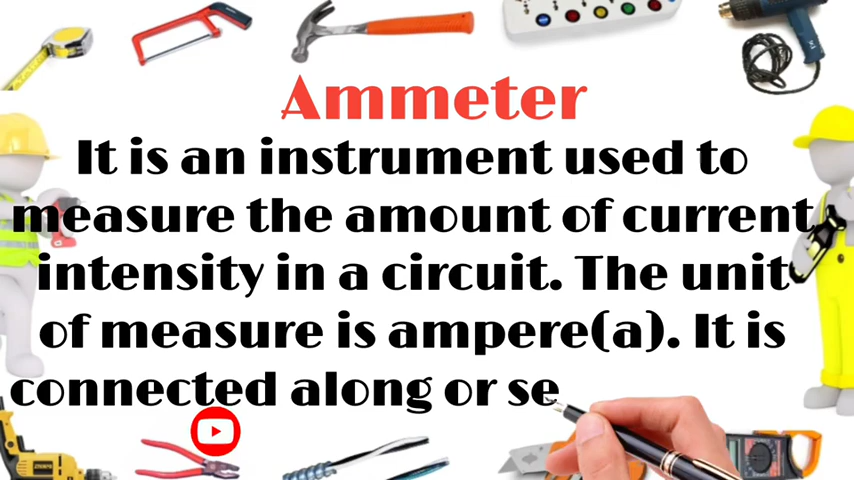 Ammeter
It is an instrument used to
measure the amount of current
intensity in a circuit. The unit
of measure is ampere(a). It is
connected along or se